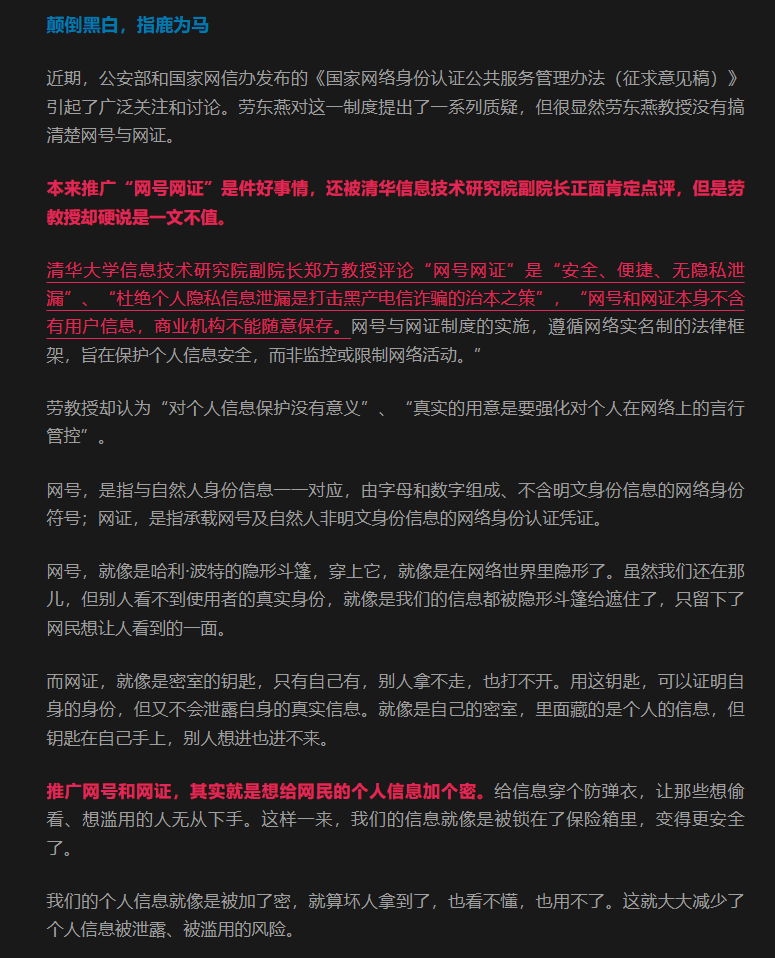 颠倒黑白，指鹿为马
近期，公安部和国家网信办发布的《国家网络身份认证公共服务管理办法（征求意见稿）》
引起了广泛关注和讨论。劳东燕对这一制度提出了一系列质疑，但很显然劳东燕教授没有搞
清楚网号与网证。
本来推广“网号网证”是件好事情，还被清华信息技术研究院副院长正面肯定点评，但是劳
教授却硬说是一文不值。
清华大学信息技术研究院副院长郑方教授评论“网号网证”是“安全、便捷、无隐私泄
漏”、“杜绝个人隐私信息泄漏是打击黑产电信诈骗的治本之策”，“网号和网证本身不含
有用户信息，商业机构不能随意保存。网号与网证制度的实施，遵循网络实名制的法律框
架，旨在保护个人信息安全，而非监控或限制网络活动。”
劳教授却认为“对个人信息保护没有意义”、“真实的用意是要强化对个人在网络上的言行
管控”。
网号，是指与自然人身份信息一一对应，由字母和数字组成、不含明文身份信息的网络身份
符号；网证，是指承载网号及自然人非明文身份信息的网络身份认证凭证。
网号，就像是哈利·波特的隐形斗篷，穿上它，就像是在网络世界里隐形了。虽然我们还在那
儿，但别人看不到使用者的真实身份，就像是我们的信息都被隐形斗篷给遮住了，只留下了
网民想让人看到的一面。
而网证，就像是密室的钥匙，只有自己有，别人拿不走，也打不开。用这钥匙，可以证明自
身的身份，但又不会泄露自身的真实信息。就像是自己的密室，里面藏的是个人的信息，但
钥匙在自己手上，别人想进也进不来。
推广网号和网证，其实就是想给网民的个人信息加个密。给信息穿个防弹衣，让那些想偷
看、想滥用的人无从下手。这样一来，我们的信息就像是被锁在了保险箱里，变得更安全
了。
我们的个人信息就像是被加了密，就算坏人拿到了，也看不懂，也用不了。这就大大减少了
个人信息被泄露、被滥用的风险。